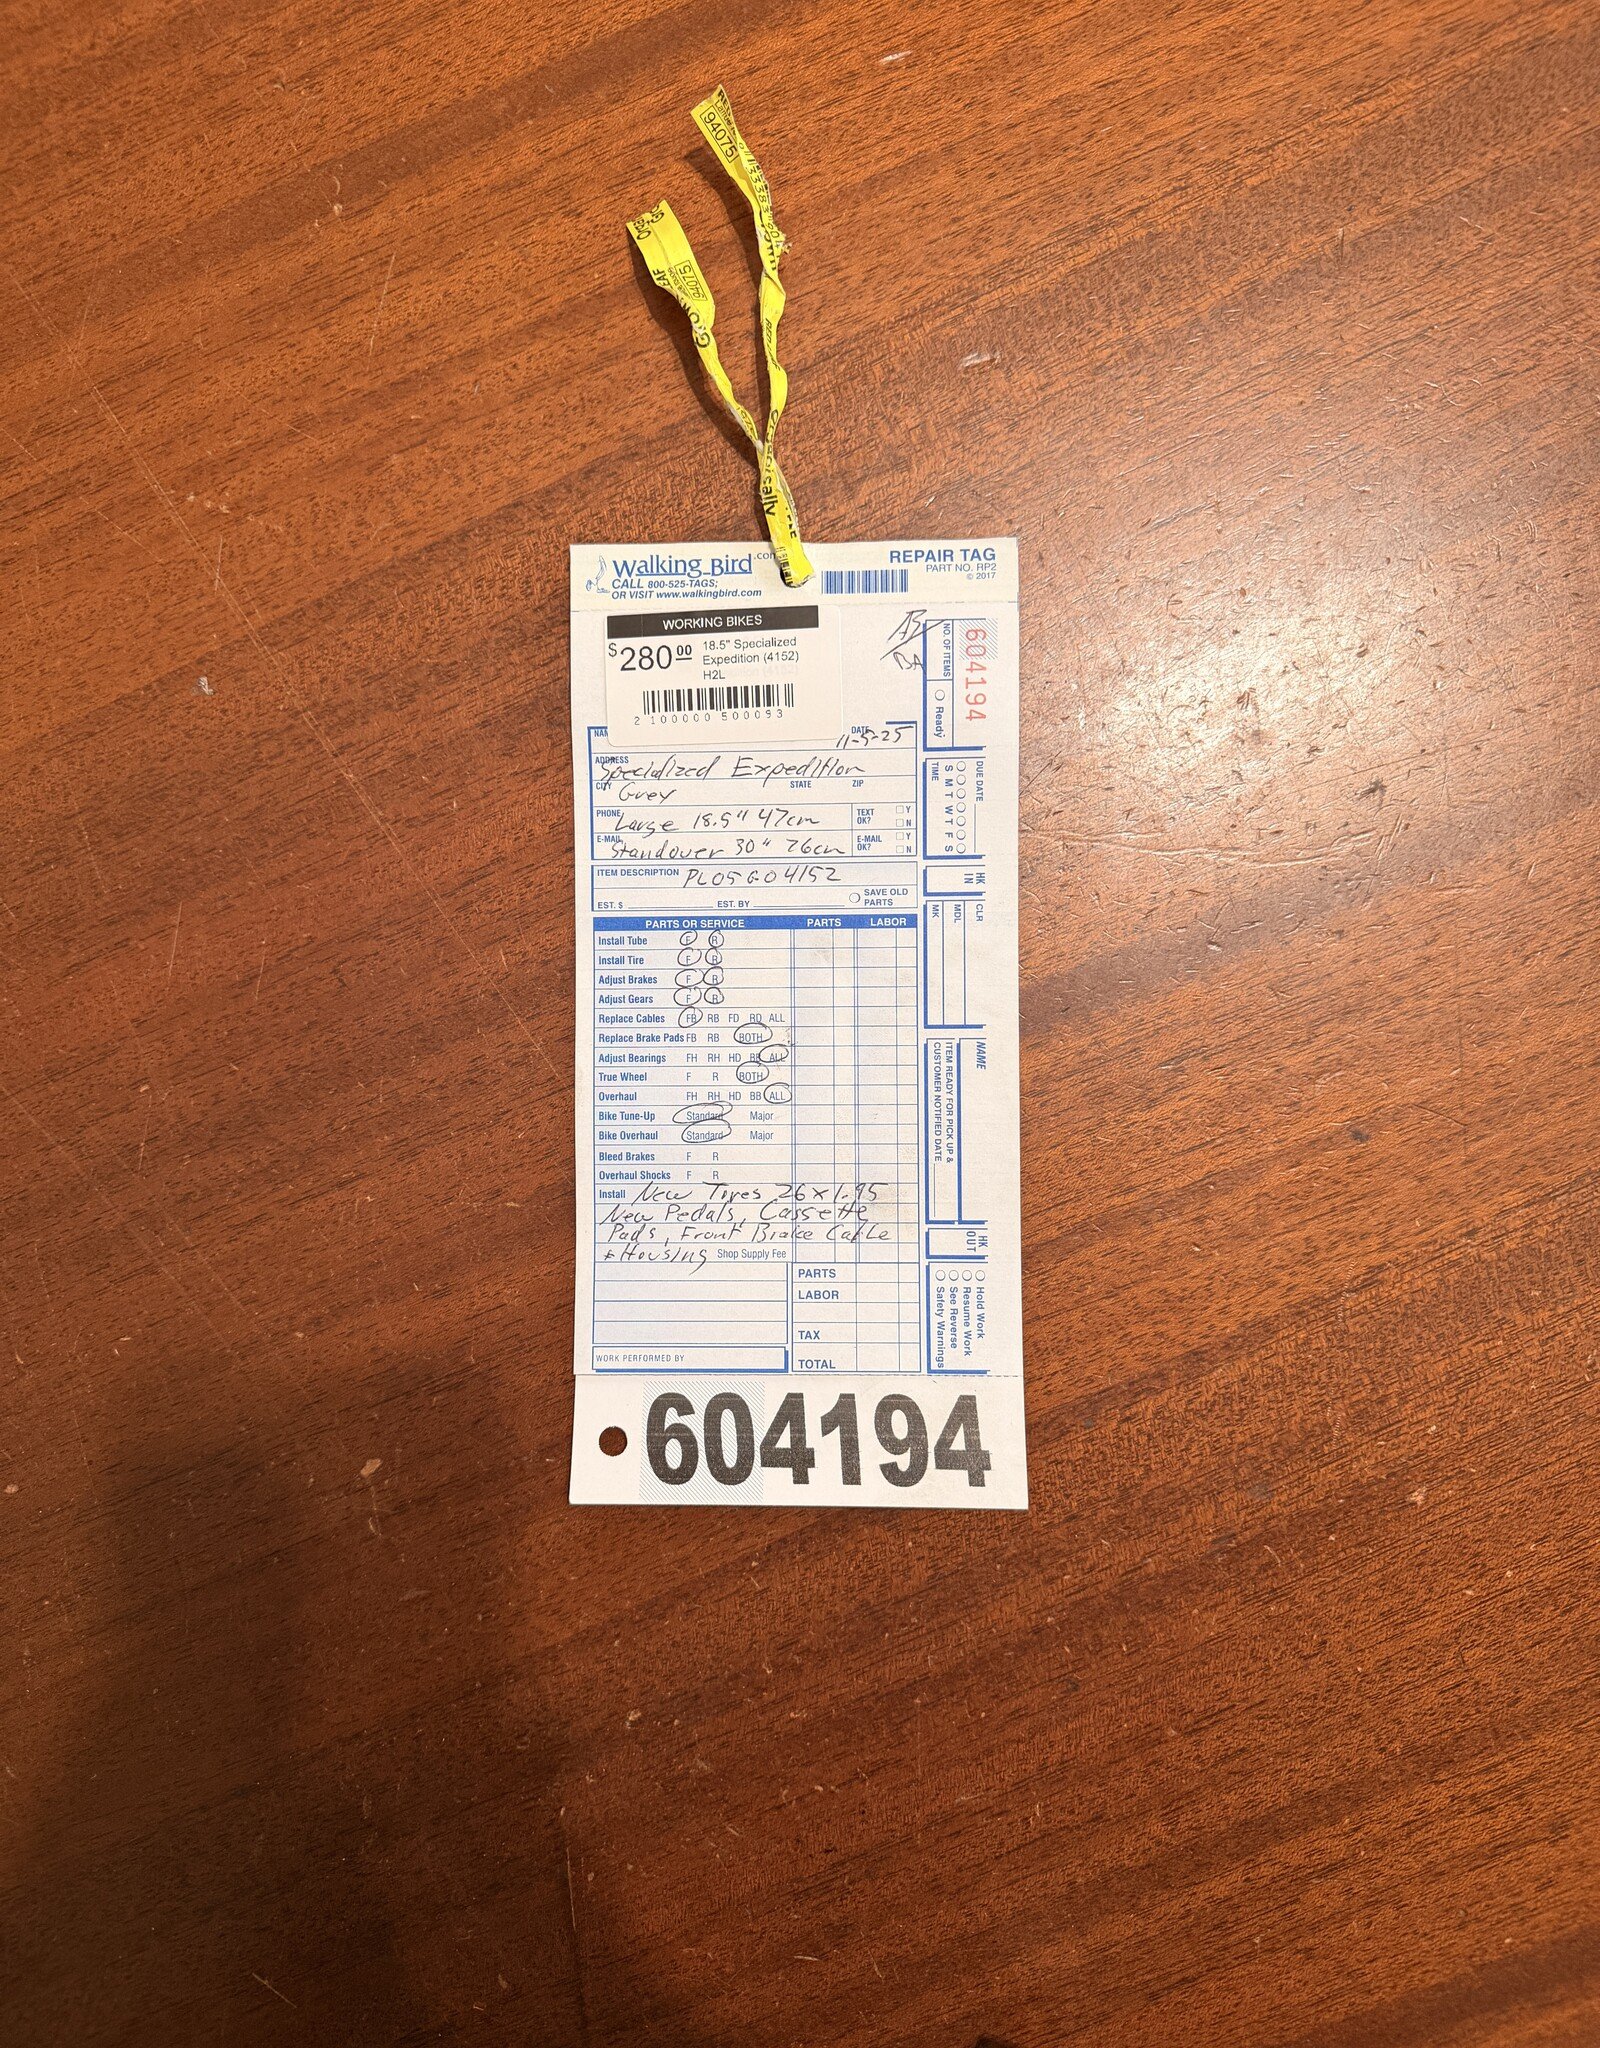 94075
94075
Walking Bird.com
CALL 800-525-TAGS;
OR VISIT www.walkingbird.com
REPAIR TAG
PART NO. RP2
© 2017
WORKING BIKES
$280.00
18.5" Specialized
Expedition (4152)
H2L
2 100000 500093
DATE 11-5-25
ADDRESS Specialized Expedition
CITY Grey STATE ZIP
PHONE Large 18.5" 47cm TEXT OK? Y N
E-MAIL Standover 30" 76cm E-MAIL OK? Y N
ITEM DESCRIPTION PL05G04152
EST. $ EST. BY SAVE OLD PARTS
PARTS OR SERVICE PARTS LABOR
Install Tube F R
Install Tire F R
Adjust Brakes F R
Adjust Gears F R
Replace Cables FB RB FD RD ALL
Replace Brake Pads FB RB BOTH
Adjust Bearings FH RH HD BB ALL
True Wheel F R BOTH
Overhaul FH RH HD BB ALL
Bike Tune-Up Standard Major
Bike Overhaul Standard Major
Bleed Brakes F R
Overhaul Shocks F R
Install New Tires 26x1.95
New Pedals, Cassette
Pads, Front Brake Cable
+ Housing Shop Supply Fee
PARTS
LABOR
TAX
WORK PERFORMED BY
TOTAL
604194
NO. OF ITEMS
Ready
DUE DATE
S M T W T F S
TIME
HK IN
CLR
MDL
MK
NAME
ITEM READY FOR PICK UP &
CUSTOMER NOTIFIED DATE
HK OUT
Hold Work
Resume Work
See Reverse
Safety Warnings
604194